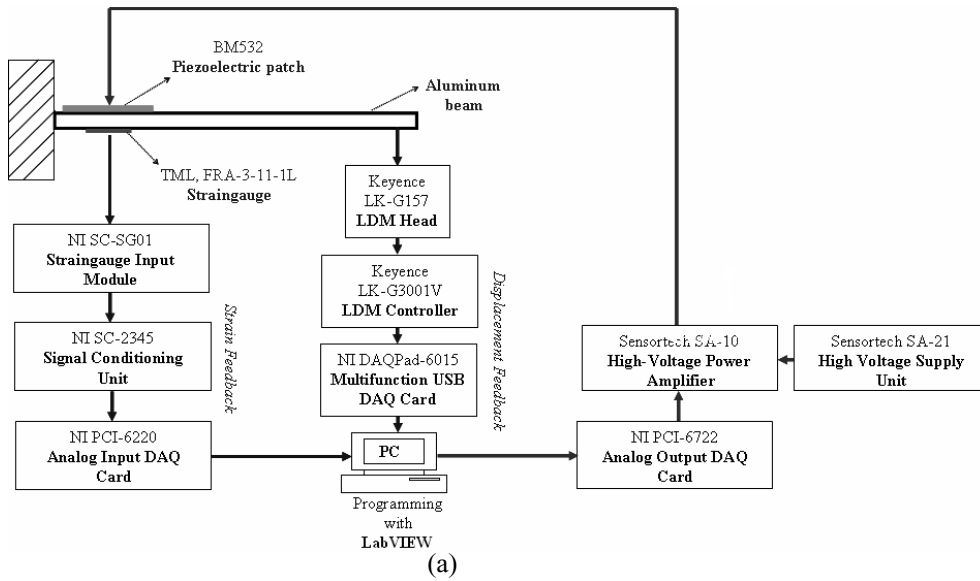 BM532
Piezoelectric patch
Aluminum
beam
TML, FRA-3-11-1L
Straingauge
Keyence
LK-G157
LDM Head
NI SC-SG01
Straingauge Input
Module
Keyence
LK-G3001V
LDM Controller
Strain Feedback
Displacement Feedback
NI SC-2345
Signal Conditioning
Unit
NI DAQPad-6015
Multifunction USB
DAQ Card
Sensortech SA-10
High-Voltage Power
Amplifier
Sensortech SA-21
High Voltage Supply
Unit
NI PCI-6220
Analog Input DAQ
Card
PC
NI PCI-6722
Analog Output DAQ
Card
Programming
with
LabVIEW
(a)